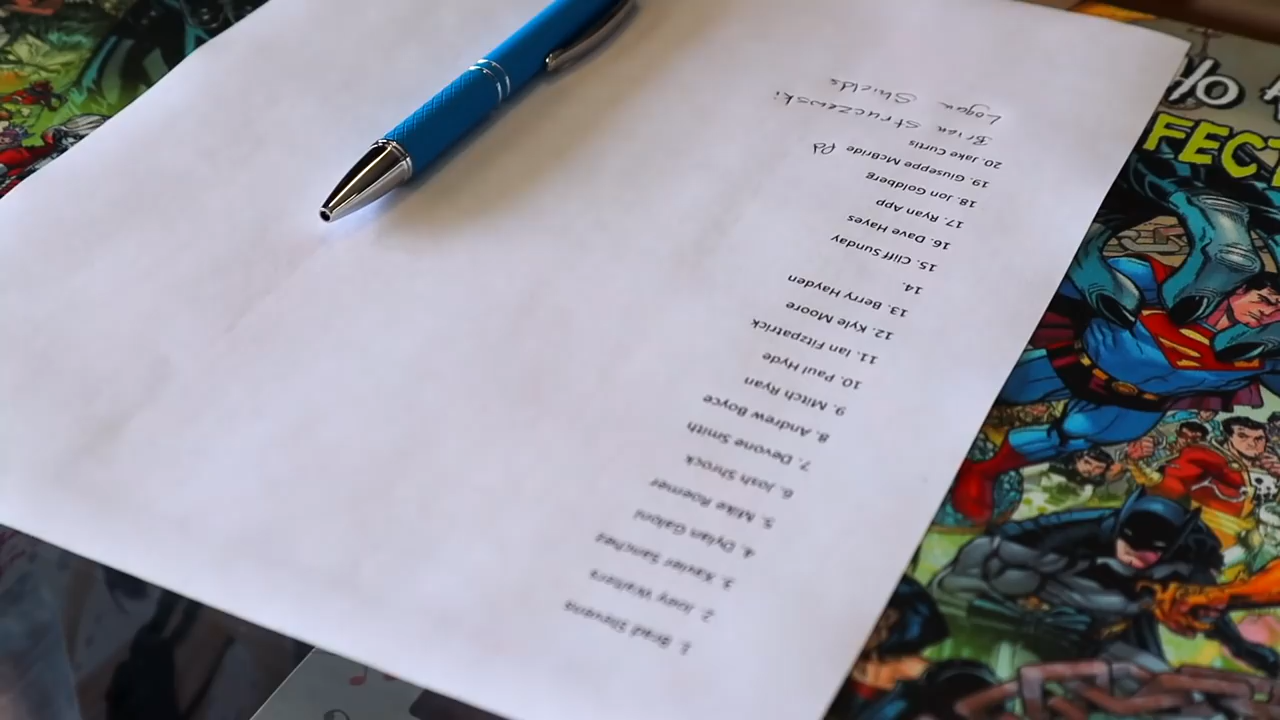 1. Brad Stevens
2. Joey Walters
3. Xavier Sanchez
4. Dylan Galoni
5. Mike Roemer
6. Josh Shrock
7. Devone Smith
8. Andrew Boyce
9. Mitch Ryan
10. Paul Hyde
11. Ian Fitzpatrick
12. Kyle Moore
13. Berry Hayden
14.
15. Cliff Sunday
16. Dave Hayes
17. Ryan App
18. Jon Goldberg
19. Giuseppe McBride Pd
20. Jake Curtis
Brian Struczewski
Logan Shields
FECT